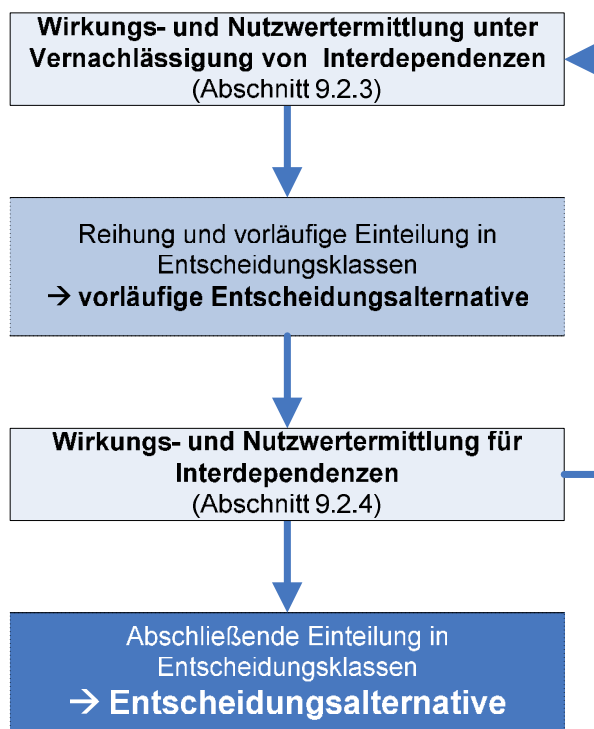 Wirkungs- und Nutzwertermittlung unter
Vernachlässigung von Interdependenzen
(Abschnitt 9.2.3)
Reihung und vorläufige Einteilung in
Entscheidungsklassen
→ vorläufige Entscheidungsalternative
Wirkungs- und Nutzwertermittlung für
Interdependenzen
(Abschnitt 9.2.4)
Abschließende Einteilung in
Entscheidungsklassen
→ Entscheidungsalternative